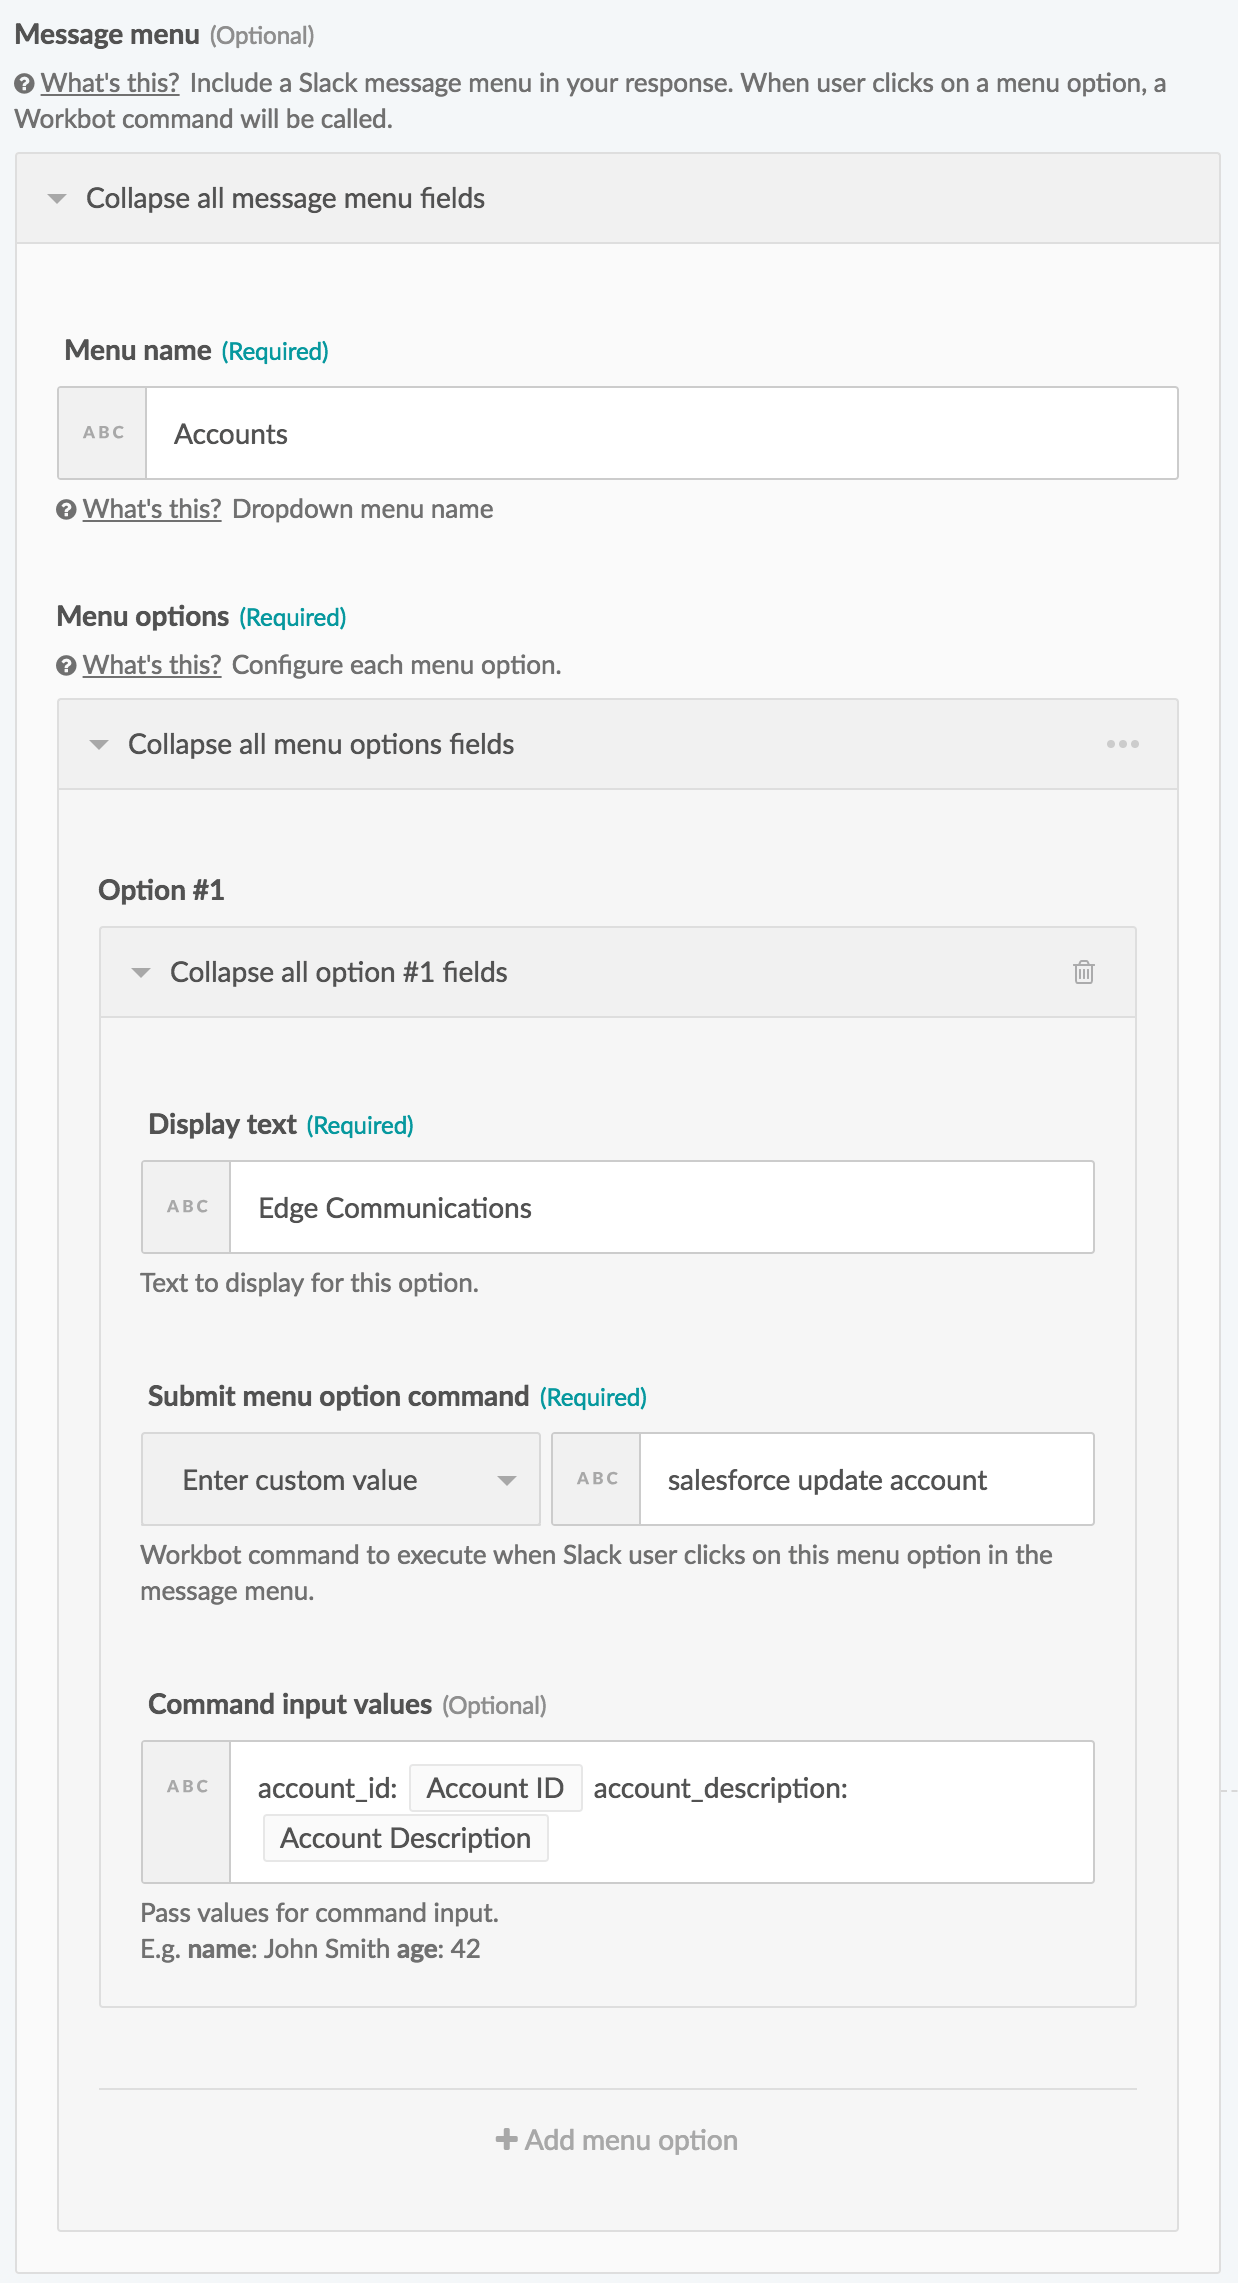 Message menu (Optional)
What's this? Include a Slack message menu in your response. When user clicks on a menu option, a
Workbot command will be called.
Collapse all message menu fields
Menu name (Required)
ABC Accounts
What's this? Dropdown menu name
Menu options (Required)
What's this? Configure each menu option.
Collapse all menu options fields
Option #1
Collapse all option #1 fields
Display text (Required)
ABC Edge Communications
Text to display for this option.
Submit menu option command (Required)
Enter custom value ABC salesforce update account
Workbot command to execute when Slack user clicks on this menu option in the
message menu.
Command input values (Optional)
ABC account_id: Account ID account_description:
Account Description
Pass values for command input.
E.g. name: John Smith age: 42
Add menu option